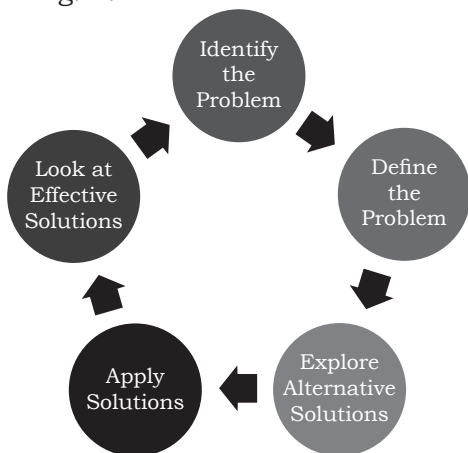 Identify
the
Problem
Define
the
Problem
Explore
Alternative
Solutions
Apply
Solutions
Look at
Effective
Solutions